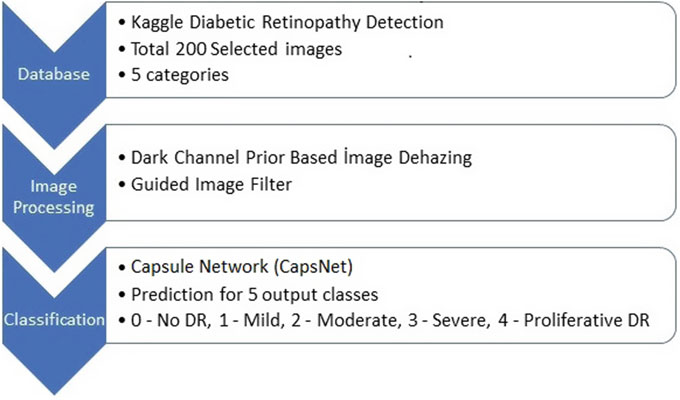 Database
• Kaggle Diabetic Retinopathy Detection
• Total 200 Selected images
• 5 categories
Image
Processing
• Dark Channel Prior Based İmage Dehazing
• Guided Image Filter
Classification
• Capsule Network (CapsNet)
• Prediction for 5 output classes
• 0 - No DR, 1 - Mild, 2 - Moderate, 3 - Severe, 4 - Proliferative DR